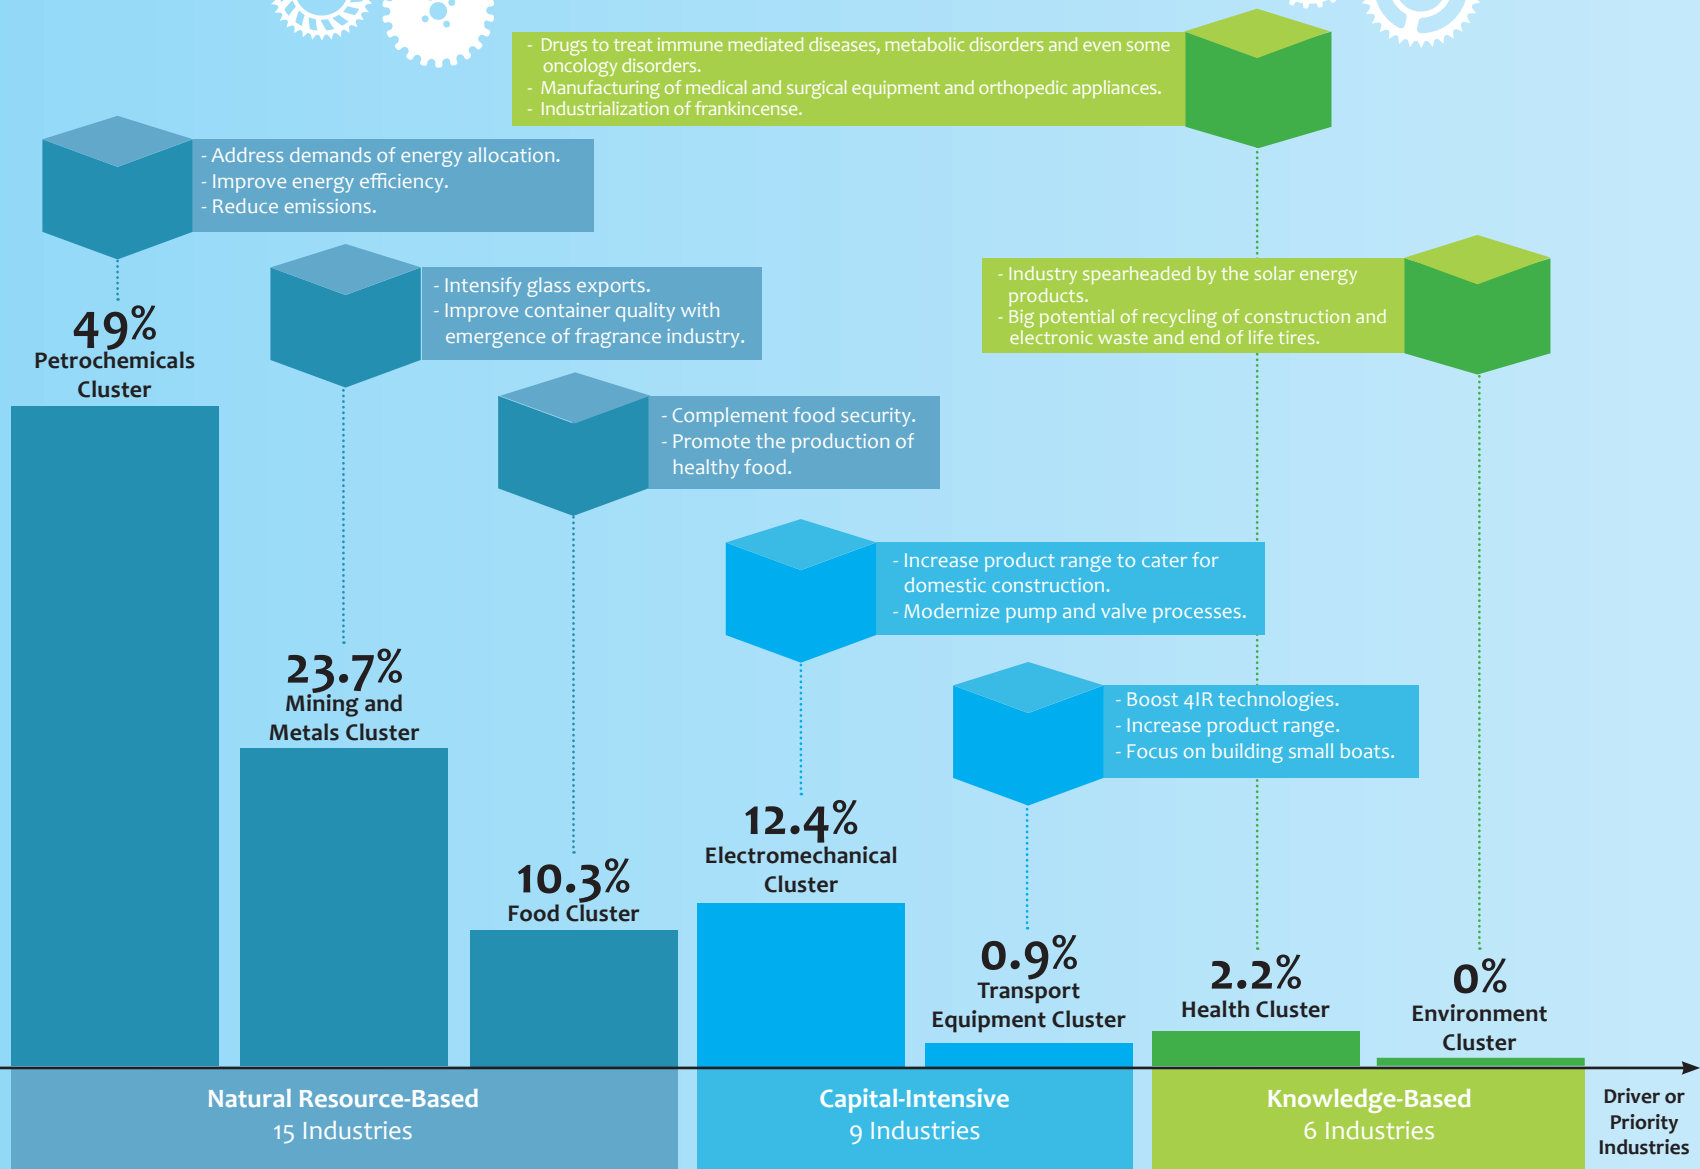 - Drugs to treat immune mediated diseases, metabolic disorders and even some
oncology disorders.
- Manufacturing of medical and surgical equipment and orthopedic appliances.
- Industrialization of frankincense.
- Address demands of energy allocation.
- Improve energy efficiency.
- Reduce emissions.
49%
Petrochemicals
Cluster
- Intensify glass exports.
- Improve container quality with
emergence of fragrance industry.
- Industry spearheaded by the solar energy
products.
- Big potential of recycling of construction and
electronic waste and end of life tires.
- Complement food security.
- Promote the production of
healthy food.
- Increase product range to cater for
domestic construction.
- Modernize pump and valve processes.
23.7%
Mining and
Metals Cluster
- Boost 4IR technologies.
- Increase product range.
- Focus on building small boats.
10.3%
Food Cluster
12.4%
Electromechanical
Cluster
0.9%
Transport
Equipment Cluster
2.2%
Health Cluster
0%
Environment
Cluster
Natural Resource-Based
15 Industries
Capital-Intensive
9 Industries
Knowledge-Based
6 Industries
Driver or
Priority
Industries